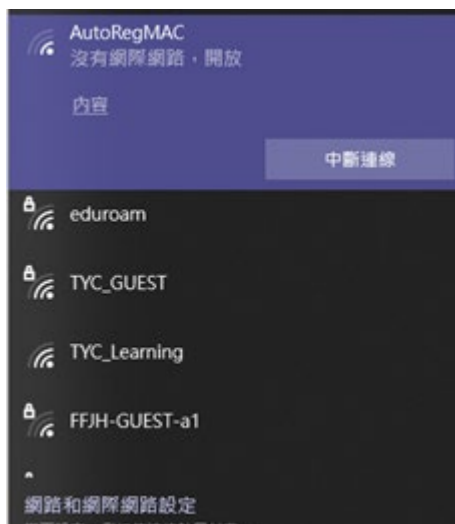 AutoRegMAC
沒有網際網路，開放
內容
中斷連線
eduroam
TYC_GUEST
TYC_Learning
FFJH-GUEST-a1
網路和網際網路設定